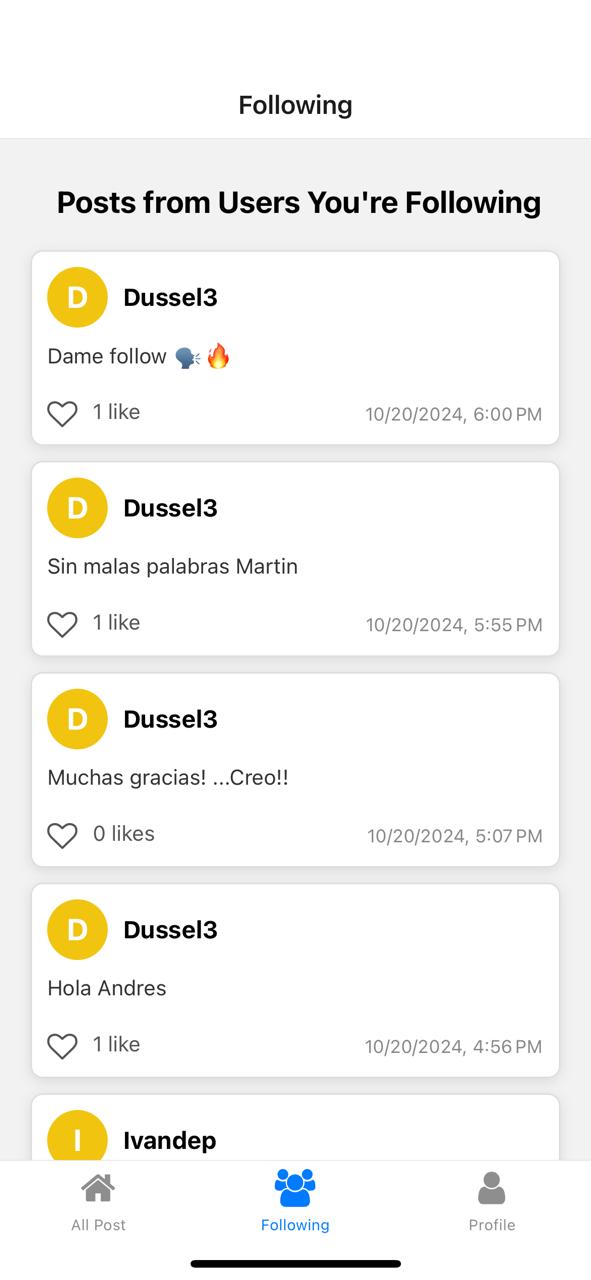 Following
Posts from Users You're Following
D Dussel3
Dame follow 🗣️🔥
1 like 10/20/2024, 6:00 PM
D Dussel3
Sin malas palabras Martin
1 like 10/20/2024, 5:55 PM
D Dussel3
Muchas gracias! ...Creo!!
0 likes 10/20/2024, 5:07 PM
D Dussel3
Hola Andres
1 like 10/20/2024, 4:56 PM
I Ivandep
All Post Following Profile